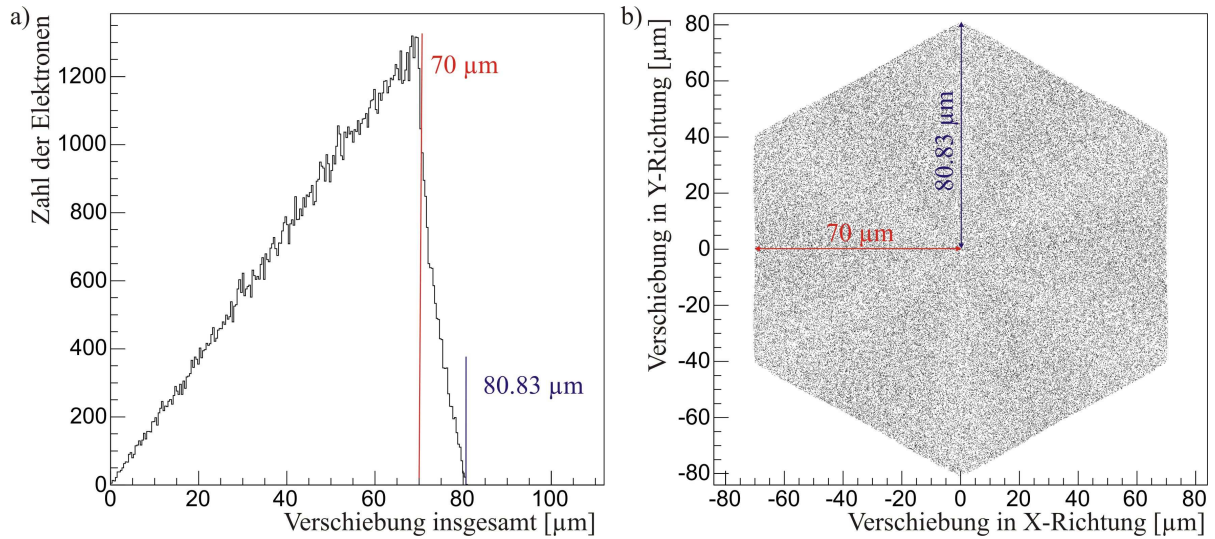 a)
Zahl der Elektronen
1200
1000
800
600
400
200
0
70 µm
80.83 µm
0 20 40 60 80 100
Verschiebung insgesamt [µm]
b)
Verschiebung in Y-Richtung [µm]
80
60
40
20
0
-20
-40
-60
-80
80.83 µm
70 µm
-80 -60 -40 -20 0 20 40 60 80
Verschiebung in X-Richtung [µm]